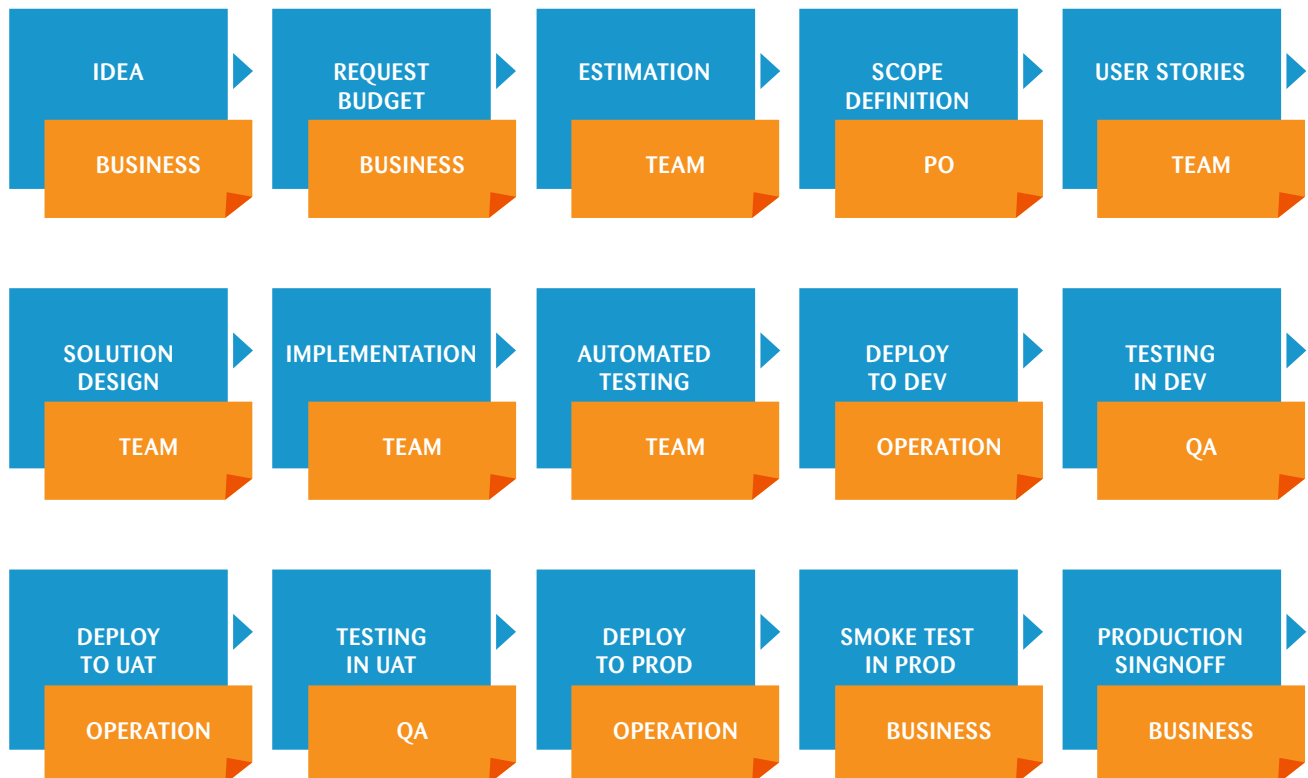 IDEA
BUSINESS
REQUEST
BUDGET
BUSINESS
ESTIMATION
TEAM
SCOPE
DEFINITION
PO
USER STORIES
TEAM
SOLUTION
DESIGN
TEAM
IMPLEMENTATION
TEAM
AUTOMATED
TESTING
TEAM
DEPLOY
TO DEV
OPERATION
TESTING
IN DEV
QA
DEPLOY
TO UAT
OPERATION
TESTING
IN UAT
QA
DEPLOY
TO PROD
OPERATION
SMOKE TEST
IN PROD
BUSINESS
PRODUCTION
SINGNOFF
BUSINESS